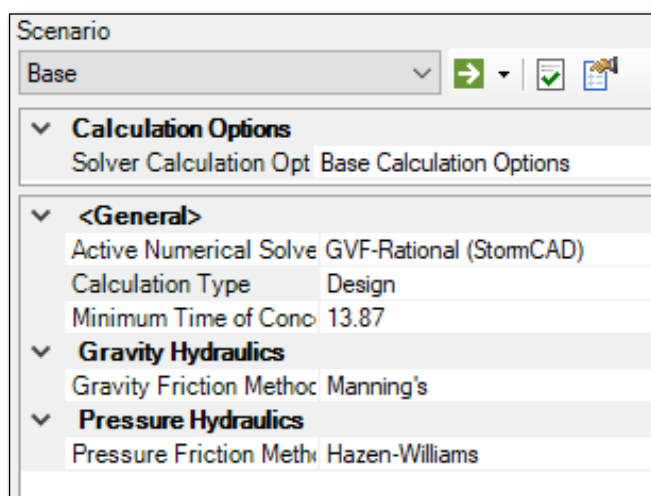 Scenario
Base
Calculation Options
Solver Calculation Opt Base Calculation Options
<General>
Active Numerical Solve GVF-Rational (StormCAD)
Calculation Type Design
Minimum Time of Conc 13.87
Gravity Hydraulics
Gravity Friction Method Manning's
Pressure Hydraulics
Pressure Friction Meth Hazen-Williams